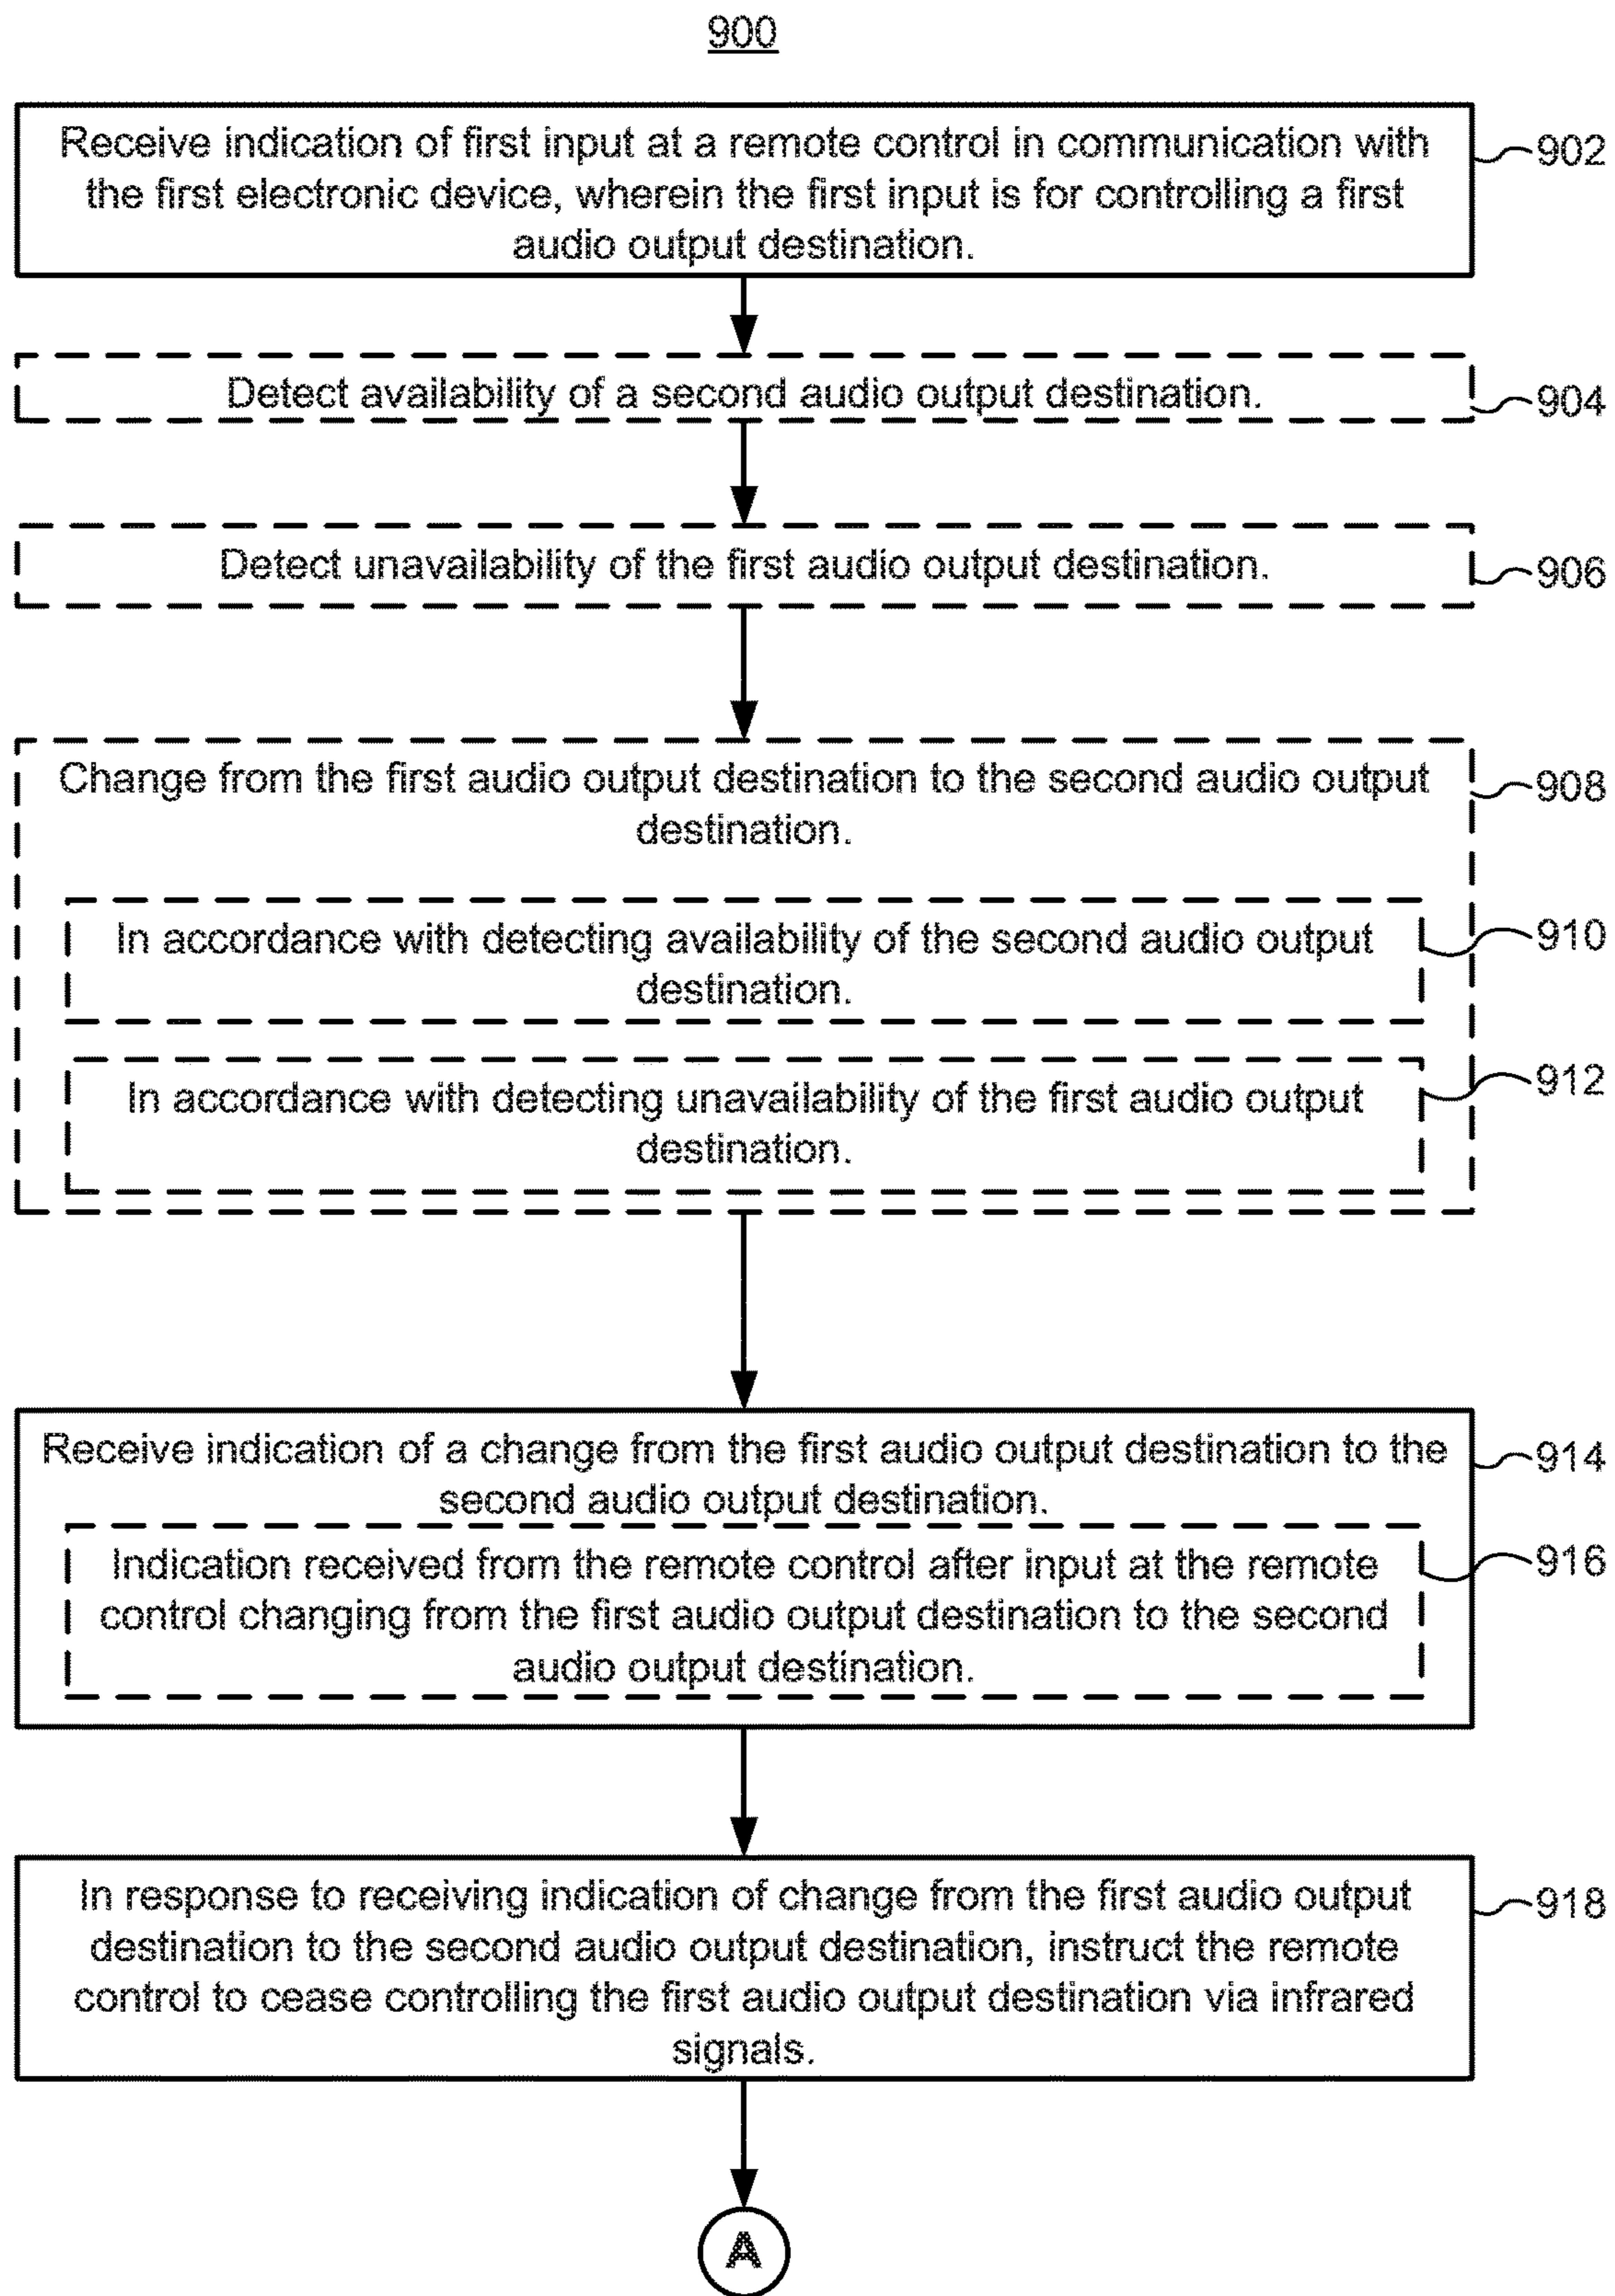 900
Receive indication of first input at a remote control in communication with
the first electronic device, wherein the first input is for controlling a first
audio output destination.
902
Detect availability of a second audio output destination.
904
Detect unavailability of the first audio output destination.
906
Change from the first audio output destination to the second audio output
destination.
908
In accordance with detecting availability of the second audio output
destination.
910
In accordance with detecting unavailability of the first audio output
destination.
912
Receive indication of a change from the first audio output destination to the
second audio output destination.
914
Indication received from the remote control after input at the remote
control changing from the first audio output destination to the second
audio output destination.
916
In response to receiving indication of change from the first audio output
destination to the second audio output destination, instruct the remote
control to cease controlling the first audio output destination via infrared
signals.
918
A